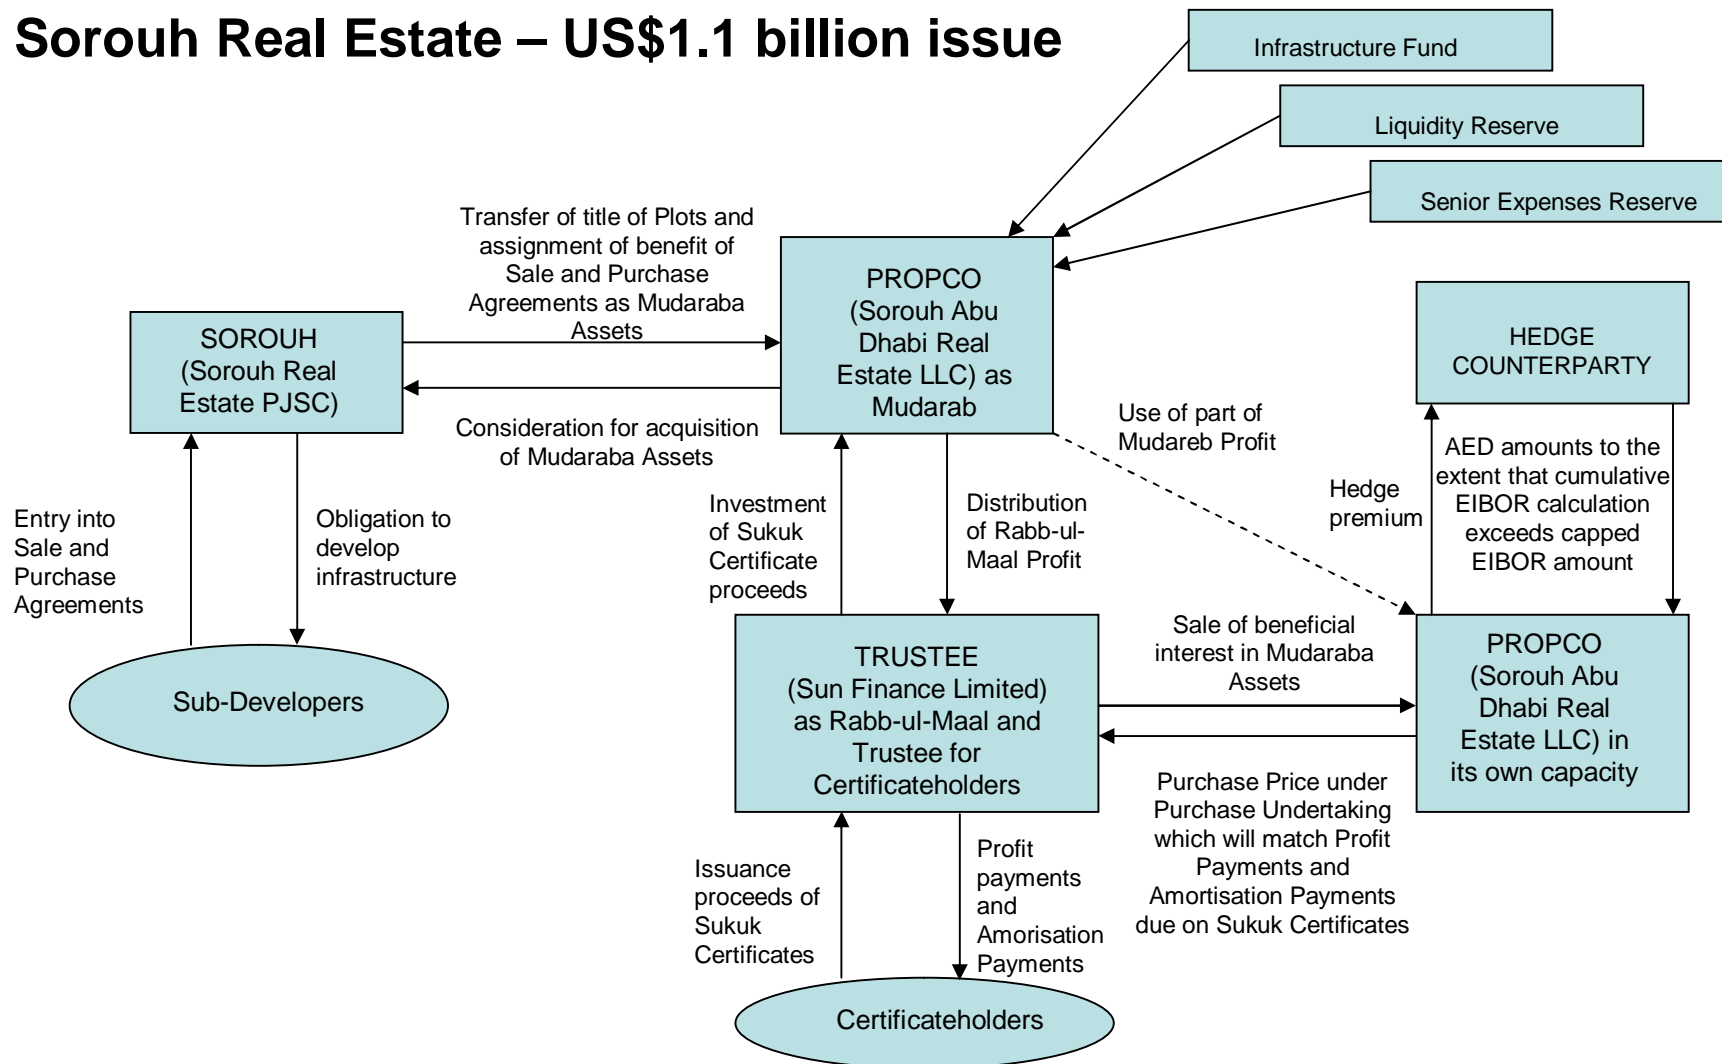 Sorouh Real Estate – US$1.1 billion issue
Infrastructure Fund
Liquidity Reserve
Senior Expenses Reserve
Transfer of title of Plots and
assignment of benefit of
Sale and Purchase
Agreements as Mudaraba
Assets
PROPCO
(Sorouh Abu
Dhabi Real
Estate LLC) as
Mudarab
SOROUH
(Sorouh Real
Estate PJSC)
HEDGE
COUNTERPARTY
Consideration for acquisition
of Mudaraba Assets
Use of part of
Mudareb Profit
Entry into
Sale and
Purchase
Agreements
Obligation to
develop
infrastructure
Investment
of Sukuk
Certificate
proceeds
Distribution
of Rabb-ul-
Maal Profit
Hedge
premium
AED amounts to the
extent that cumulative
EIBOR calculation
exceeds capped
EIBOR amount
Sub-Developers
TRUSTEE
(Sun Finance Limited)
as Rabb-ul-Maal and
Trustee for
Certificateholders
Sale of beneficial
interest in Mudaraba
Assets
PROPCO
(Sorouh Abu
Dhabi Real
Estate LLC) in
its own capacity
Purchase Price under
Purchase Undertaking
which will match Profit
Payments and
Amortisation Payments
due on Sukuk Certificates
Issuance
proceeds of
Sukuk
Certificates
Profit
payments
and
Amorisation
Payments
Certificateholders